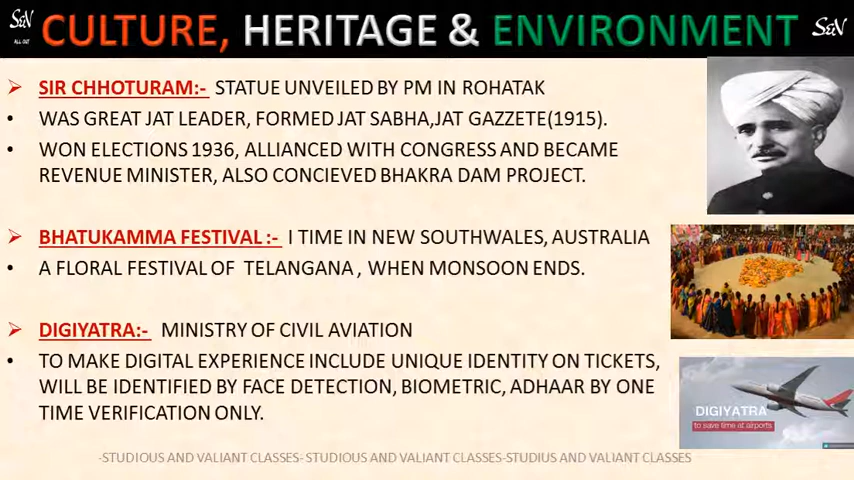 S&N
ALL OUT
CULTURE, HERITAGE & ENVIRONMENT
S&N
SIR CHHOTURAM:- STATUE UNVEILED BY PM IN ROHATAK
WAS GREAT JAT LEADER, FORMED JAT SABHA,JAT GAZZETE(1915).
WON ELECTIONS 1936, ALLIANCED WITH CONGRESS AND BECAME
REVENUE MINISTER, ALSO CONCIEVED BHAKRA DAM PROJECT.
BHATUKAMMA FESTIVAL :- I TIME IN NEW SOUTHWALES, AUSTRALIA
A FLORAL FESTIVAL OF TELANGANA , WHEN MONSOON ENDS.
DIGIYATRA:- MINISTRY OF CIVIL AVIATION
TO MAKE DIGITAL EXPERIENCE INCLUDE UNIQUE IDENTITY ON TICKETS,
WILL BE IDENTIFIED BY FACE DETECTION, BIOMETRIC, ADHAAR BY ONE
TIME VERIFICATION ONLY.
DIGIYATRA
to save time at airports
-STUDIOUS AND VALIANT CLASSES- STUDIOUS AND VALIANT CLASSES-STUDIUS AND VALIANT CLASSES